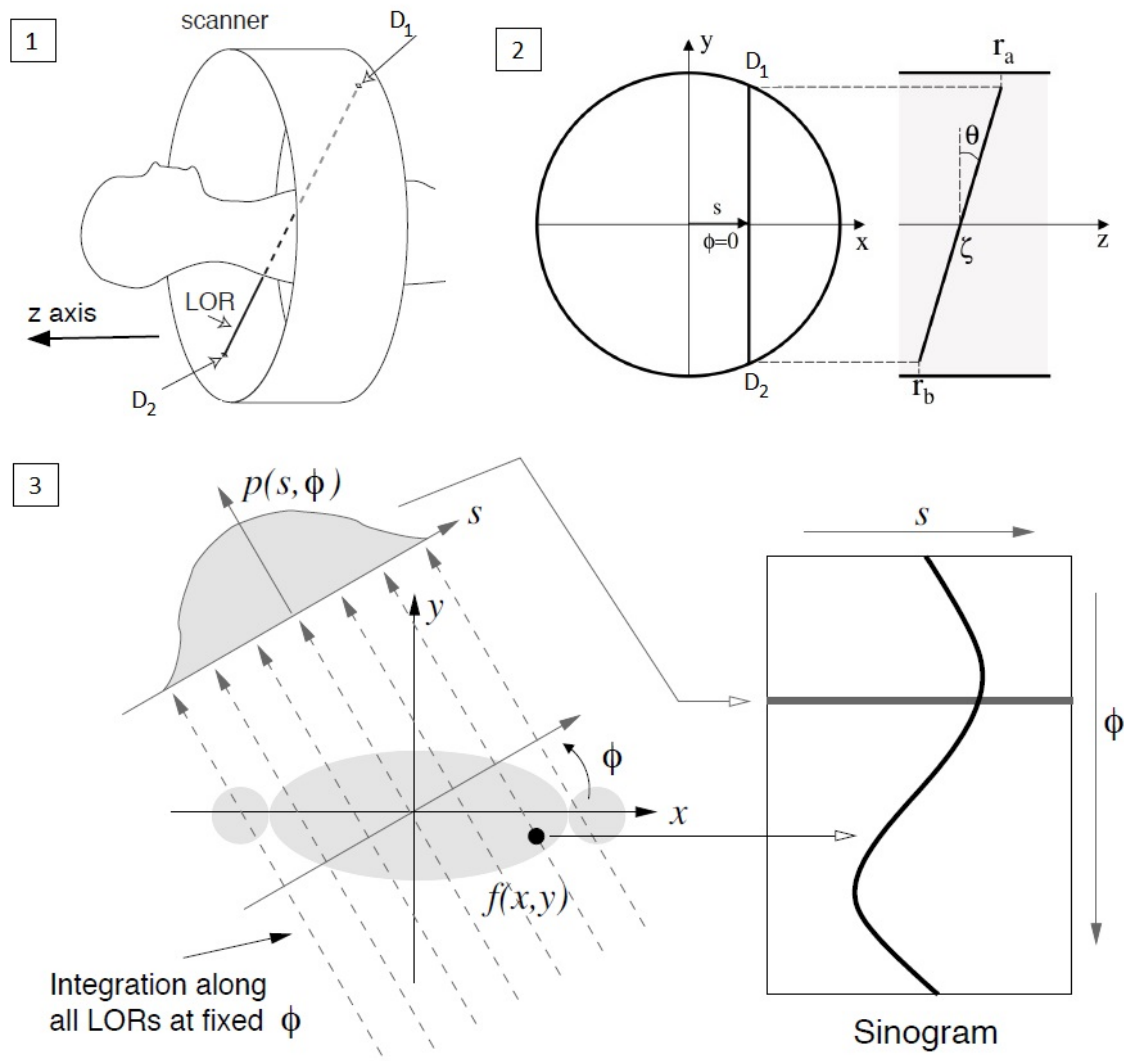 1
scanner
D1
LOR
z axis
D2
2
y
D1
ra
θ
s
ϕ=0
x
ζ
z
D2
rb
3
p(s,ϕ)
s
y
ϕ
x
f(x,y)
Integration along
all LORs at fixed ϕ
s
ϕ
Sinogram